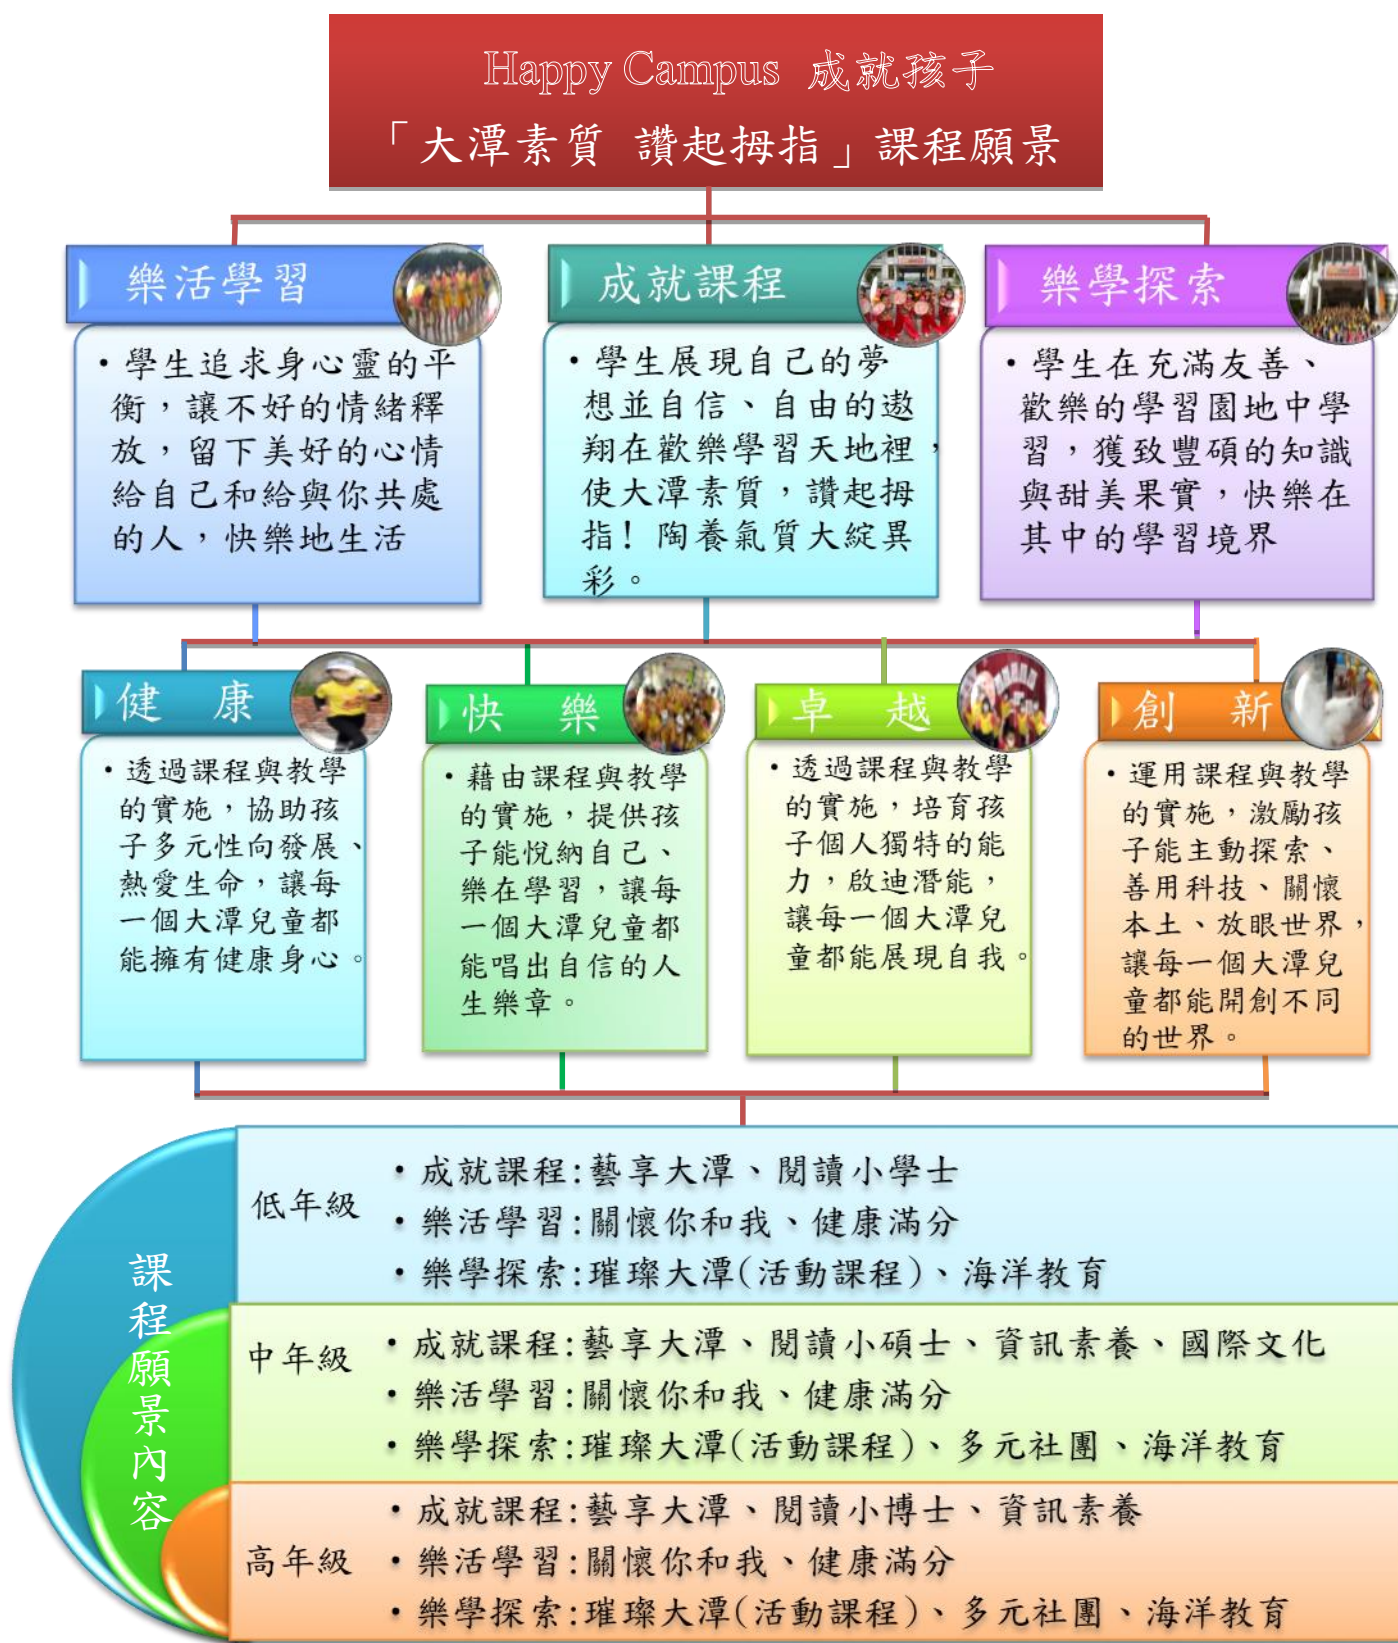 Happy Campus 成就孩子
「大潭素質 讚起拇指」課程願景
樂活學習
•學生追求身心靈的平
衡，讓不好的情緒釋
放，留下美好的心情
給自己和給與你共處
的人，快樂地生活
成就課程
•學生展現自己的夢
想並自信、自由的遨
翔在歡樂學習天地裡，
使大潭素質，讚起拇
指！陶養氣質大綻異
彩。
樂學探索
•學生在充滿友善、
歡樂的學習園地中學
習，獲致豐碩的知識
與甜美果實，快樂在
其中的學習境界
健 康
•透過課程與教學
的實施，協助孩
子多元性向發展、
熱愛生命，讓每
一個大潭兒童都
能擁有健康身心。
快 樂
•藉由課程與教學
的實施，提供孩
子能悅納自己、
樂在學習，讓每
一個大潭兒童都
能唱出自信的人
生樂章。
卓 越
•透過課程與教學
的實施，培育孩
子個人獨特的能
力，啟迪潛能，
讓每一個大潭兒
童都能展現自我。
創 新
•運用課程與教學
的實施，激勵孩
子能主動探索、
善用科技、關懷
本土、放眼世界，
讓每一個大潭兒
童都能開創不同
的世界。
課程願景內容
低年級
•成就課程:藝享大潭、閱讀小學士
•樂活學習:關懷你和我、健康滿分
•樂學探索:璀璨大潭(活動課程)、海洋教育
中年級
•成就課程:藝享大潭、閱讀小碩士、資訊素養、國際文化
•樂活學習:關懷你和我、健康滿分
•樂學探索:璀璨大潭(活動課程)、多元社團、海洋教育
高年級
•成就課程:藝享大潭、閱讀小博士、資訊素養
•樂活學習:關懷你和我、健康滿分
•樂學探索:璀璨大潭(活動課程)、多元社團、海洋教育